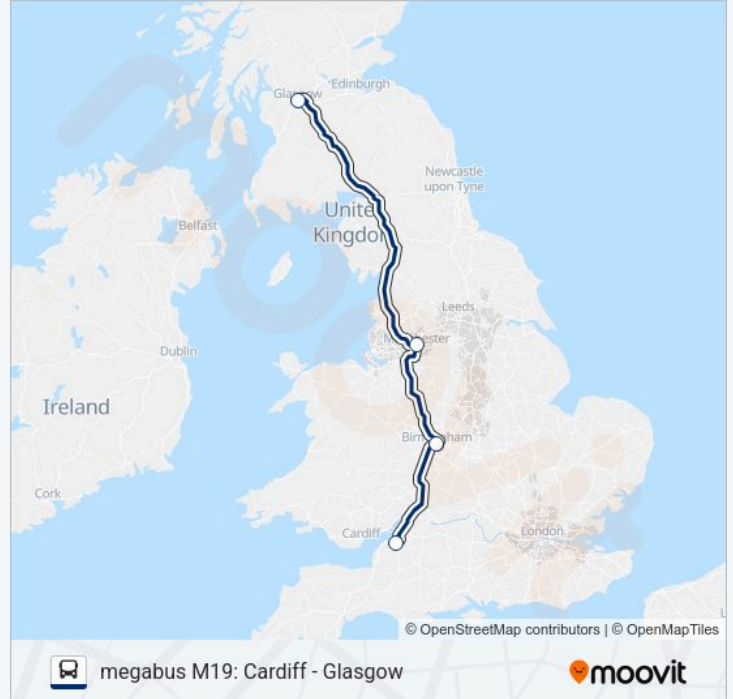 Edinburgh
Glasgow
Newcastle
upon Tyne
United
Kingdom
Belfast
Leeds
Manchester
Dublin
Ireland
Birmingham
Cork
Cardiff
London
© OpenStreetMap contributors | © OpenMapTiles
megabus M19: Cardiff - Glasgow
moovit